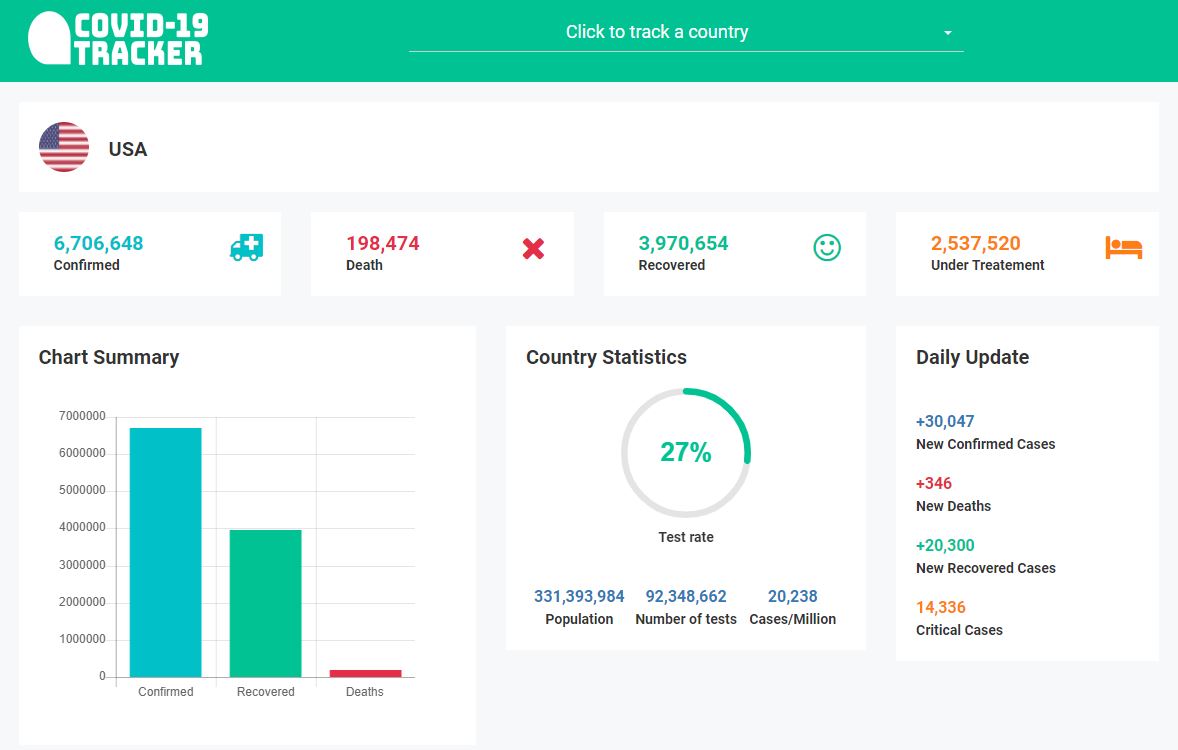 COVID-19
TRACKER
Click to track a country
USA
6,706,648
Confirmed
198,474
Death
3,970,654
Recovered
2,537,520
Under Treatement
Chart Summary
7000000
6000000
5000000
4000000
3000000
2000000
1000000
0
Confirmed Recovered Deaths
Country Statistics
27%
Test rate
331,393,984 92,348,662 20,238
Population Number of tests Cases/Million
Daily Update
+30,047
New Confirmed Cases
+346
New Deaths
+20,300
New Recovered Cases
14,336
Critical Cases